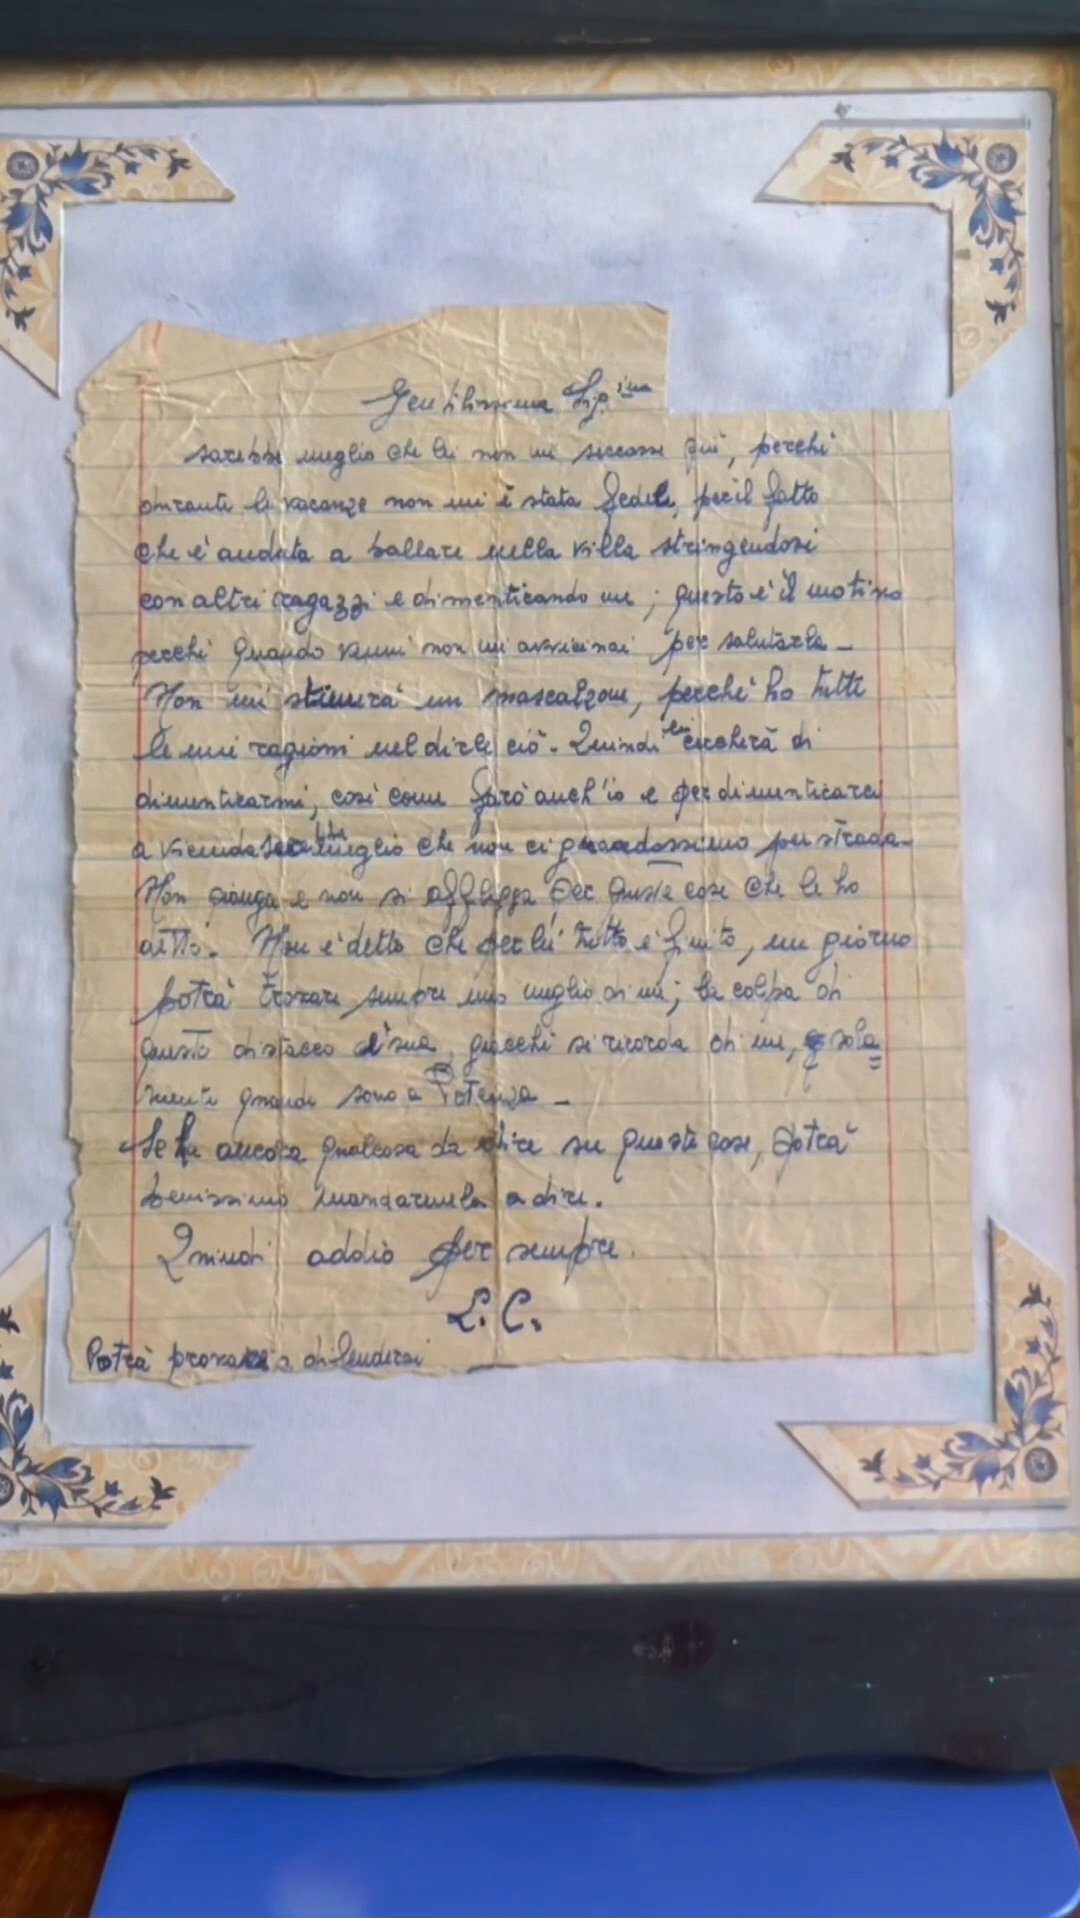 Gentilissima Sig.ina
sarebbe meglio che lei non mi seccasse più, perchè
durante le vacanze non mi è stata fedele, per il fatto
che è andata a ballare nella villa stringendosi
con altri ragazzi e dimenticando me; questo è il motivo
perchè quando venni non mi avvicinai per salutarla -
Non mi stimerà un mascalzone, perchè ho tutte
le mie ragioni nel dirle ciò. Quindi lei cercherà di
dimenticarmi, così come farò anch'io e per dimenticarci
a vicenda sarebbe meglio che non ci guardassimo per strada -
Non pianga e non si affligga per queste cose che le ho
detto. Non è detto che per lei tutto è finito, un giorno
potrà trovare sempre uno meglio di me; la colpa di
questo distacco è sua, giacchè si ricorda di me, sola=
mente quando sono a Potenza -
Se ha ancora qualcosa da dire su queste cose, potrà
benissimo mandarmela a dire.
Quindi addio per sempre.
L. C.
Potrà provare a difendersi